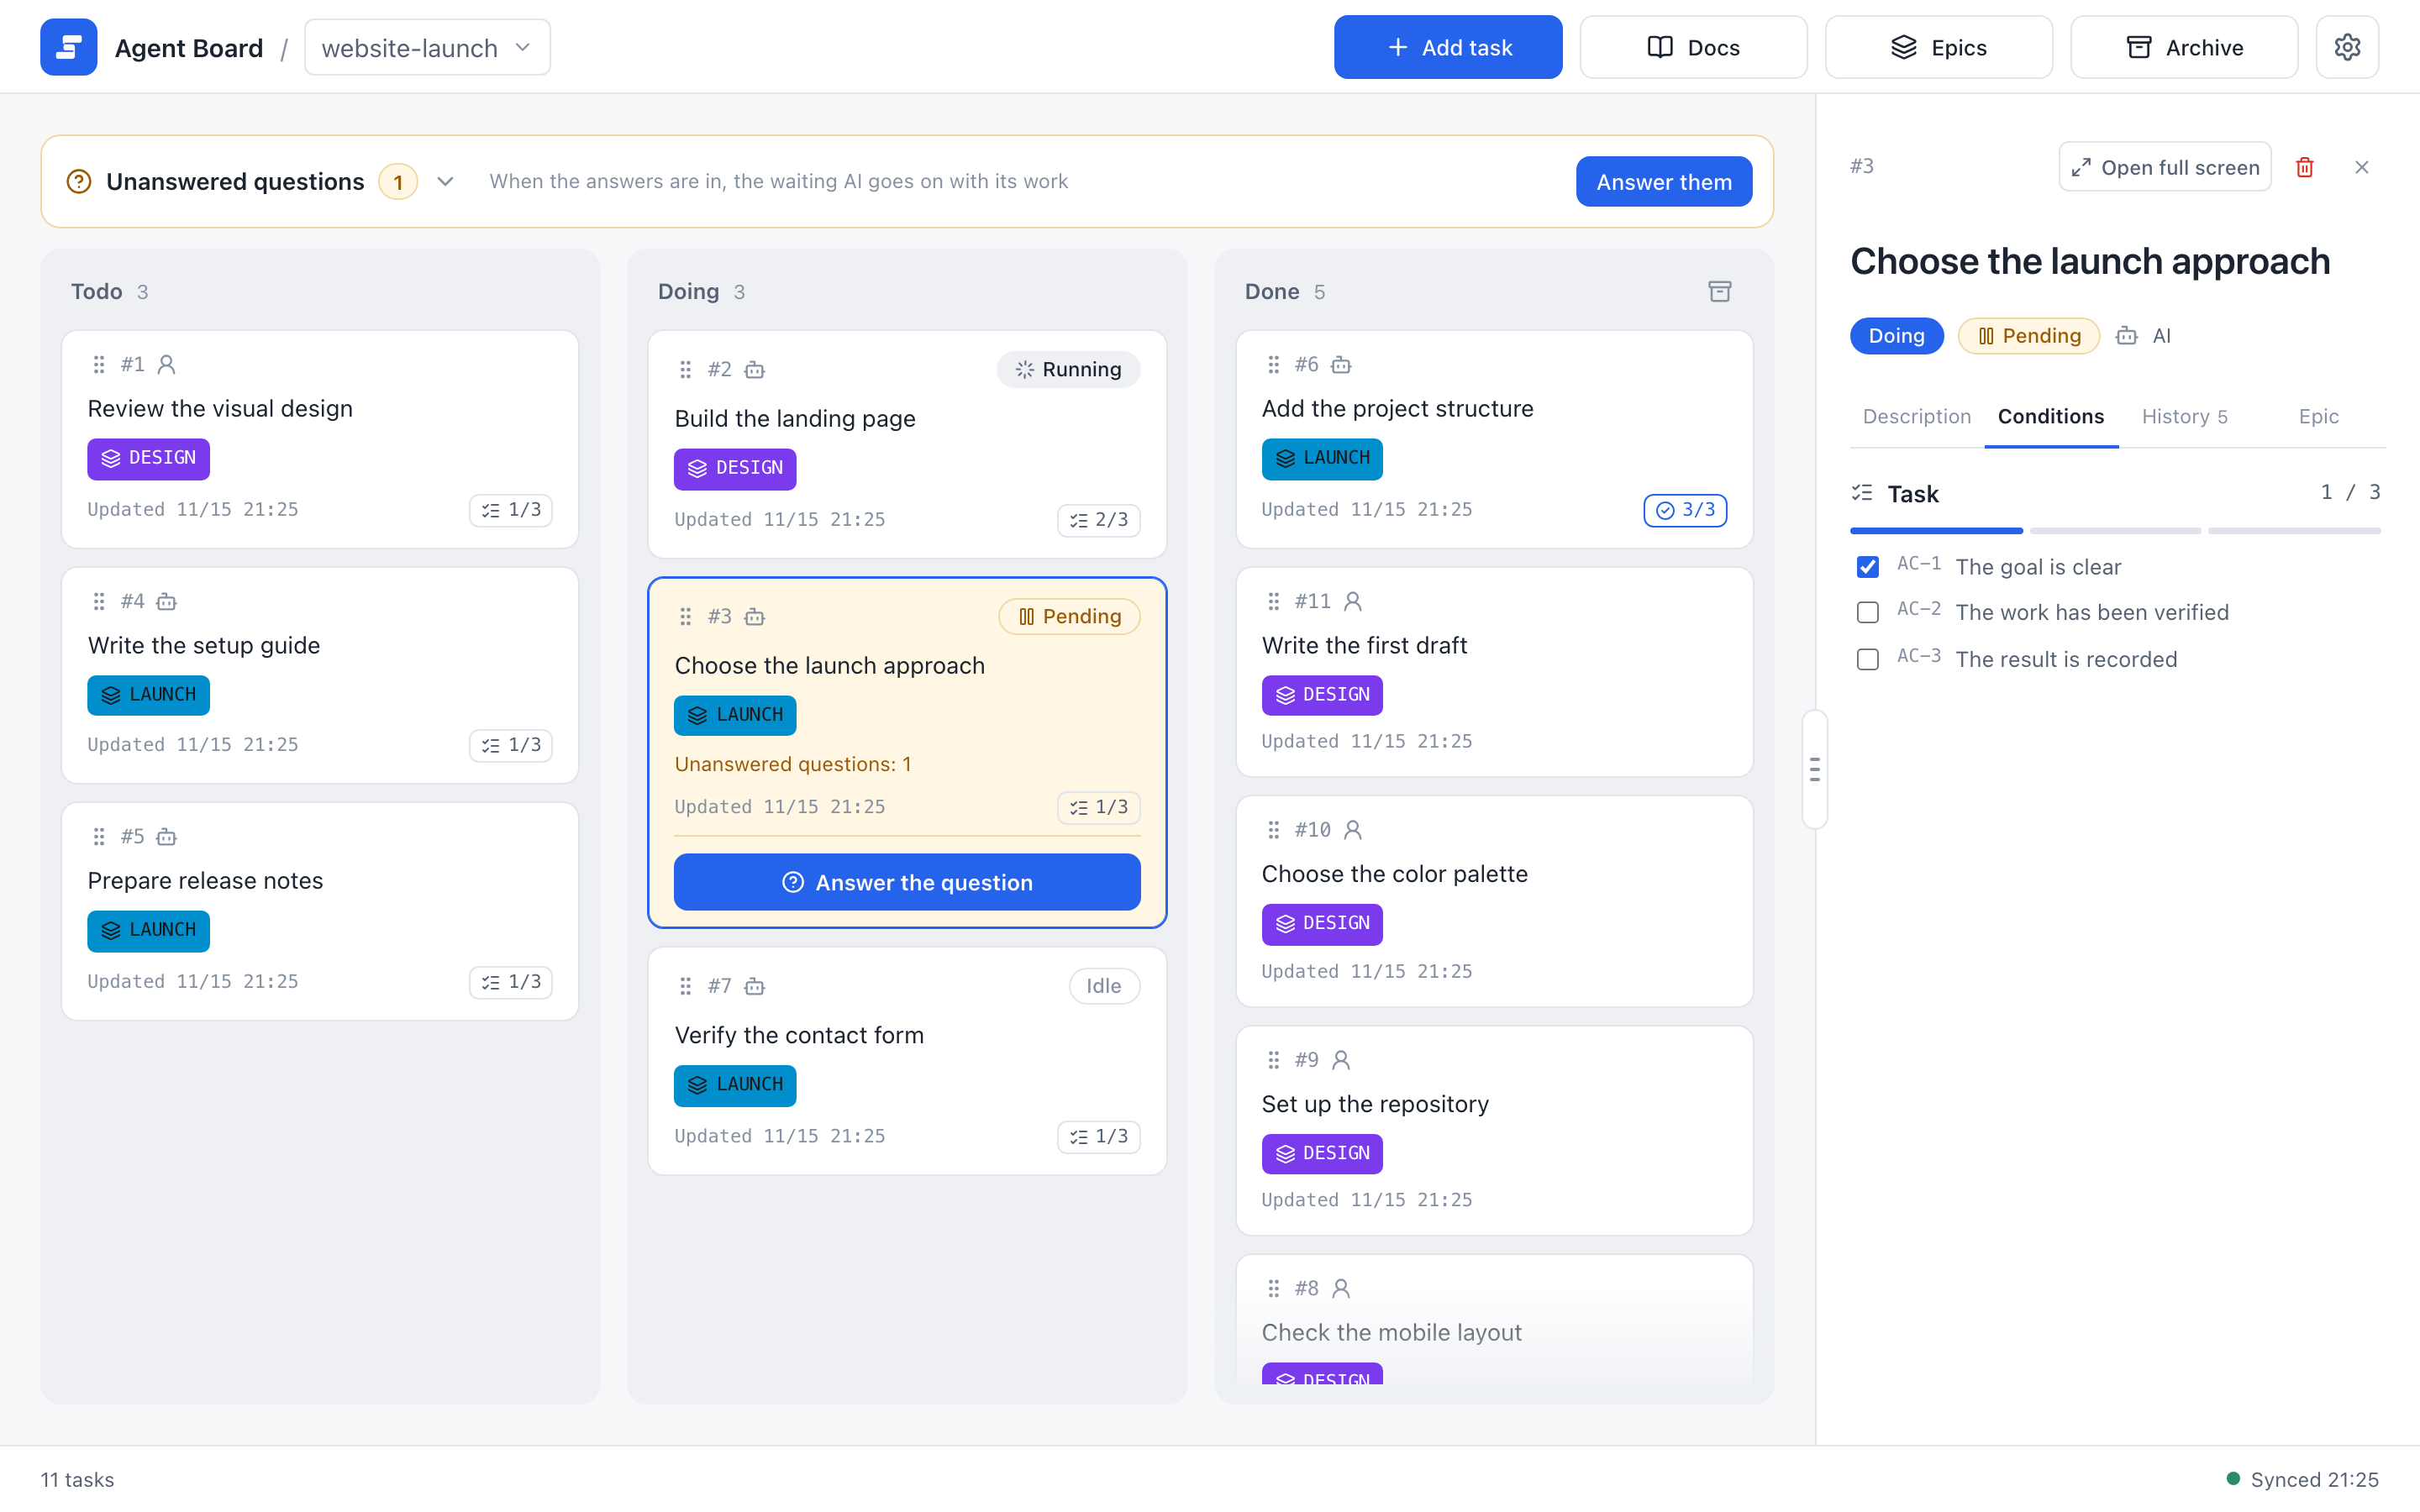 Agent Board / website-launch
Add task
Docs
Epics
Archive
Unanswered questions 1
When the answers are in, the waiting AI goes on with its work
Answer them
Todo 3
#1
Review the visual design
DESIGN
Updated 11/15 21:25
1/3
#4
Write the setup guide
LAUNCH
Updated 11/15 21:25
1/3
#5
Prepare release notes
LAUNCH
Updated 11/15 21:25
1/3
Doing 3
#2
Running
Build the landing page
DESIGN
Updated 11/15 21:25
2/3
#3
Pending
Choose the launch approach
LAUNCH
Unanswered questions: 1
Updated 11/15 21:25
1/3
Answer the question
#7
Idle
Verify the contact form
LAUNCH
Updated 11/15 21:25
1/3
Done 5
#6
Add the project structure
LAUNCH
Updated 11/15 21:25
3/3
#11
Write the first draft
DESIGN
Updated 11/15 21:25
#10
Choose the color palette
DESIGN
Updated 11/15 21:25
#9
Set up the repository
DESIGN
Updated 11/15 21:25
#8
Check the mobile layout
DESIGN
#3
Open full screen
Choose the launch approach
Doing
Pending
AI
Description
Conditions
History 5
Epic
Task
1 / 3
AC-1 The goal is clear
AC-2 The work has been verified
AC-3 The result is recorded
11 tasks
Synced 21:25